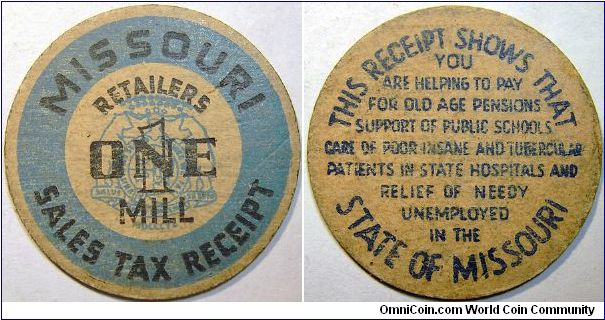 MISSOURI
RETAILERS
1
ONE
MILL
SALES TAX RECEIPT
THIS RECEIPT SHOWS THAT
YOU
ARE HELPING TO PAY
FOR OLD AGE PENSIONS
SUPPORT OF PUBLIC SCHOOLS
CARE OF POOR INSANE AND TUBERCULAR
PATIENTS IN STATE HOSPITALS AND
RELIEF OF NEEDY
UNEMPLOYED
IN THE
STATE OF MISSOURI
OmniCoin.com World Coin Community